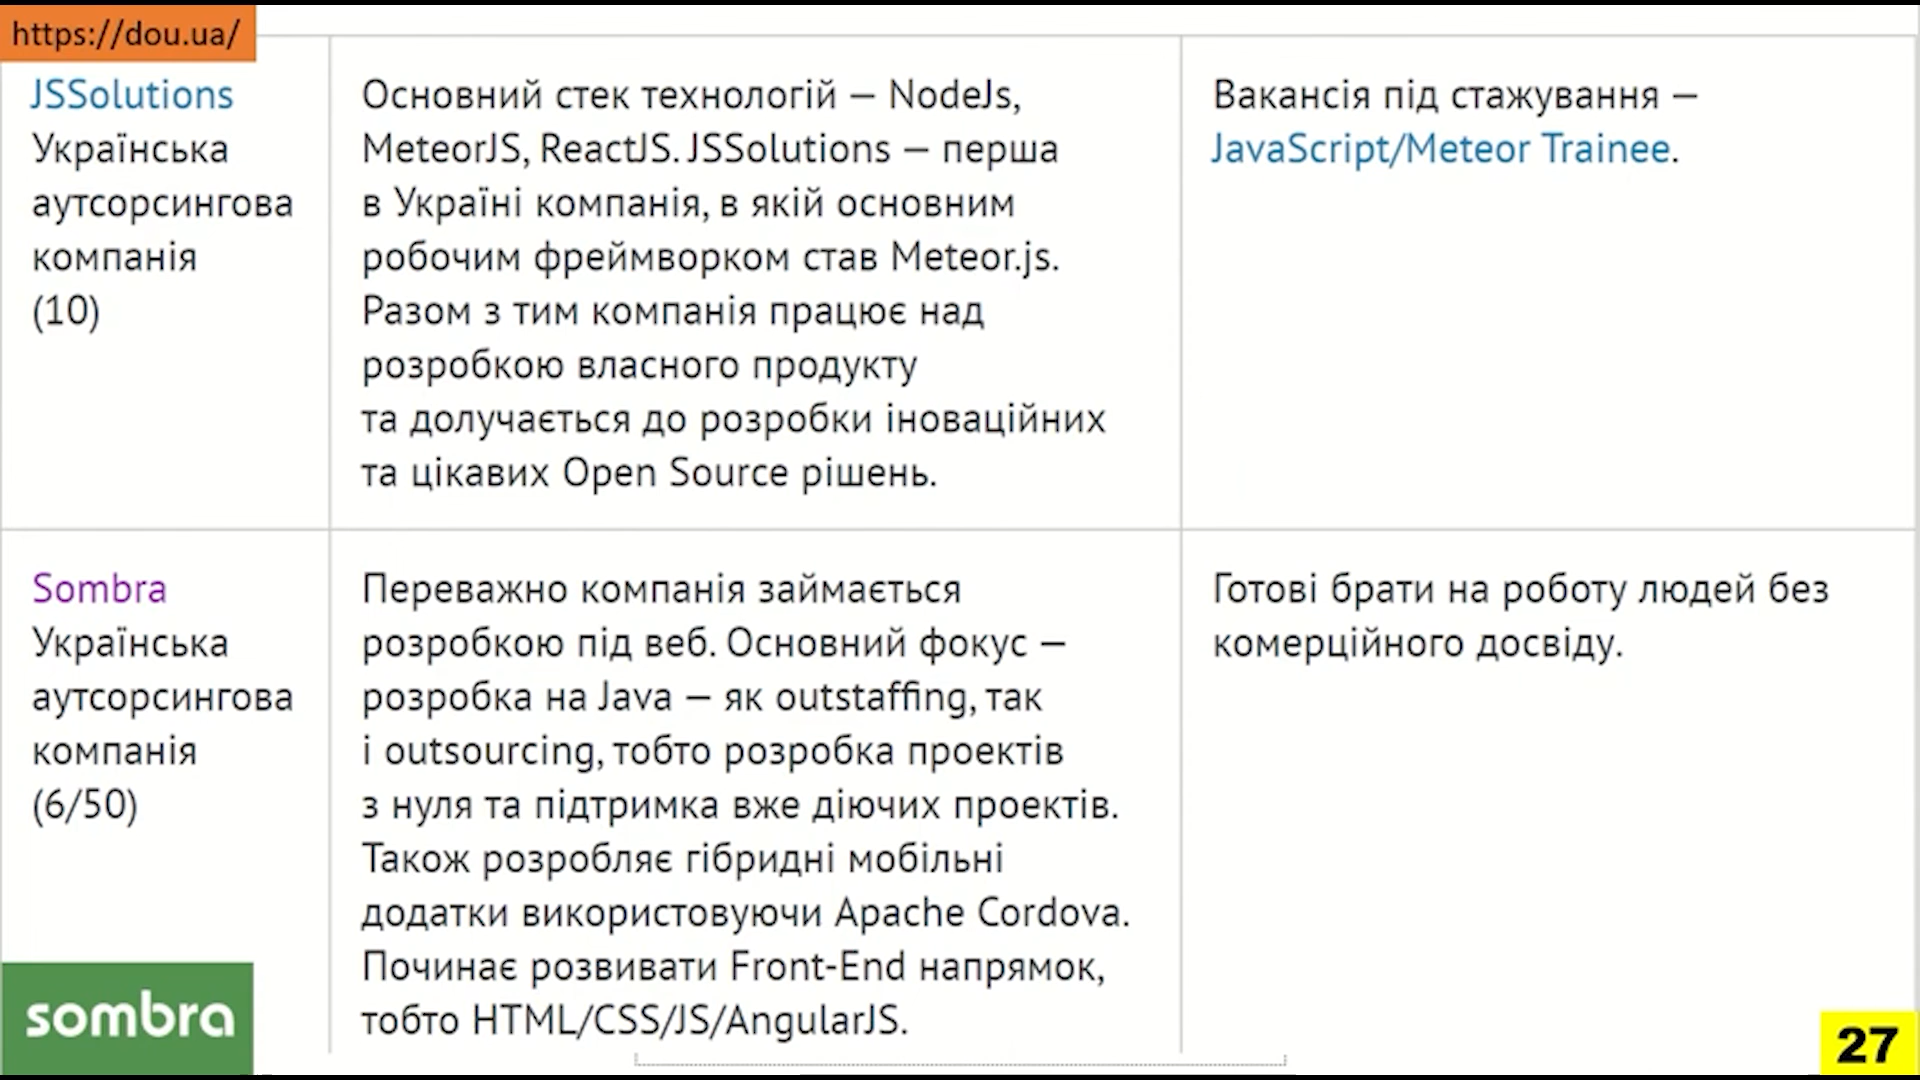 https://dou.ua/
JSSolutions
Українська
аутсорсингова
компанія
(10)
Основний стек технологій — NodeJs,
MeteorJS, ReactJS. JSSolutions — перша
в Україні компанія, в якій основним
робочим фреймворком став Meteor.js.
Разом з тим компанія працює над
розробкою власного продукту
та долучається до розробки іноваційних
та цікавих Open Source рішень.
Вакансія під стажування —
JavaScript/Meteor Trainee.
Sombra
Українська
аутсорсингова
компанія
(6/50)
Переважно компанія займається
розробкою під веб. Основний фокус —
розробка на Java — як outstaffing, так
і outsourcing, тобто розробка проектів
з нуля та підтримка вже діючих проектів.
Також розробляє гібридні мобільні
додатки використовуючи Apache Cordova.
Починає розвивати Front-End напрямок,
тобто HTML/CSS/JS/AngularJS.
Готові брати на роботу людей без
комерційного досвіду.
sombra
27